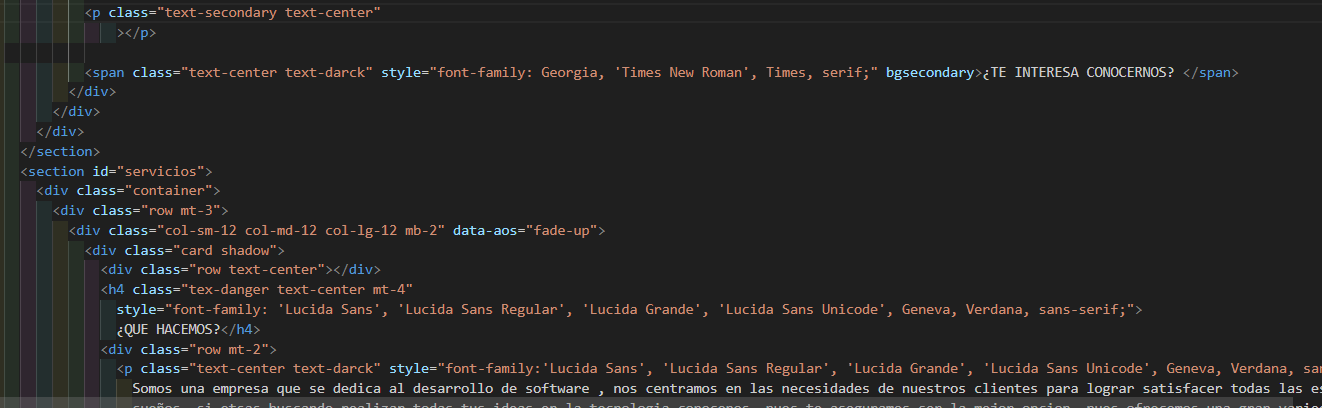 <p class="text-secondary text-center"
></p>
<span class="text-center text-darck" style="font-family: Georgia, 'Times New Roman', Times, serif;" bgsecondary>¿TE INTERESA CONOCERNOS? </span>
</div>
</div>
</div>
</section>
<section id="servicios">
<div class="container">
<div class="row mt-3">
<div class="col-sm-12 col-md-12 col-lg-12 mb-2" data-aos="fade-up">
<div class="card shadow">
<div class="row text-center"></div>
<h4 class="tex-danger text-center mt-4"
style="font-family: 'Lucida Sans', 'Lucida Sans Regular', 'Lucida Grande', 'Lucida Sans Unicode', Geneva, Verdana, sans-serif;">
¿QUE HACEMOS?</h4>
<div class="row mt-2">
<p class="text-center text-darck" style="font-family:'Lucida Sans', 'Lucida Sans Regular', 'Lucida Grande', 'Lucida Sans Unicode', Geneva, Verdana, san
Somos una empresa que se dedica al desarrollo de software , nos centramos en las necesidades de nuestros clientes para lograr satisfacer todas las es